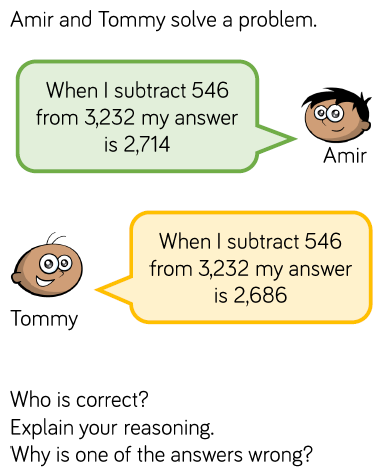 Amir and Tommy solve a problem.
When I subtract 546
from 3,232 my answer
is 2,714
Amir
When I subtract 546
from 3,232 my answer
is 2,686
Tommy
Who is correct?
Explain your reasoning.
Why is one of the answers wrong?